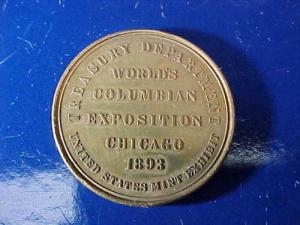 TREASURY DEPARTMENT
WORLD'S
COLUMBIAN
EXPOSITION
CHICAGO
1893
UNITED STATES MINT EXHIBIT